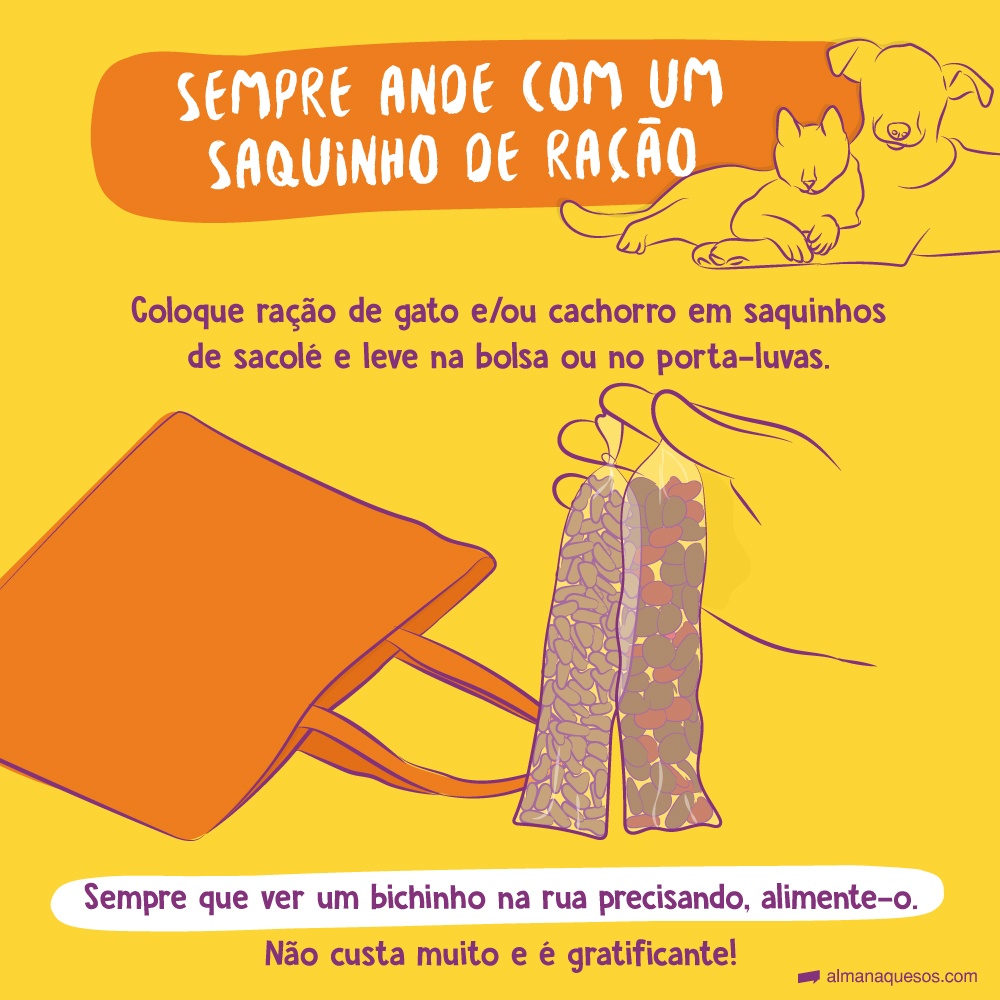 SEMPRE ANDE COM UM
SAQUiNHO DE RAÇÃO
Coloque ração de gato e/ou cachorro em saquinhos
de sacolé e leve na bolsa ou no porta-luvas.
Sempre que ver um bichinho na rua precisando, alimente-o.
Não custa muito e é gratificante!
almanaquesos.com